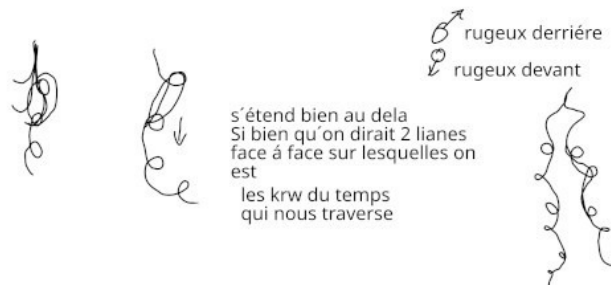 rugeux derriére
rugeux devant
s´étend bien au dela
Si bien qu´on dirait 2 lianes
face á face sur lesquelles on
est
les krw du temps
qui nous traverse